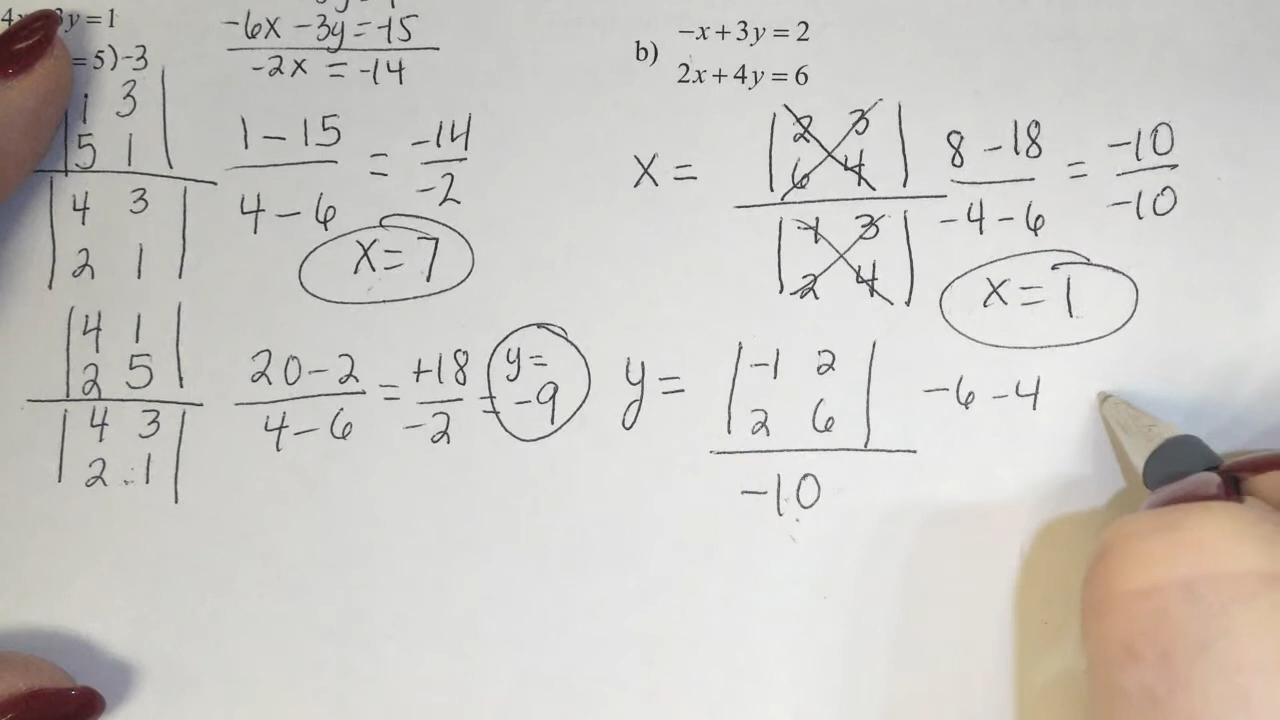 y = 1
-6x - 3y = -15
= 5) -3
-2x = -14
1 3
5 1
4 3
2 1
1 - 15
4 - 6
= -14
-2
x = 7
4 1
2 5
4 3
2 1
20 - 2
4 - 6
= +18
-2
=
y =
-9
b)
-x + 3y = 2
2x + 4y = 6
x =
2 3
6 4
-1 3
2 4
8 - 18
-4 - 6
= -10
-10
x = 1
y =
-1 2
2 6
-10
-6 - 4